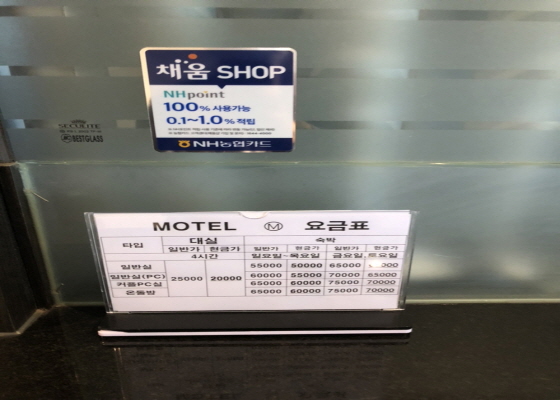 채움 SHOP
NHpoint
100% 사용가능
0.1~1.0% 적립
NH농협카드
SECULITE
BESTGLASS
MOTEL Ⓜ 요금표
타입 대실 숙박
일반가 현금가 일반가 현금가 일반가 현금가
4시간 일요일~목요일 금요일 토요일
일반실 55000 50000 65000
일반실(PC) 25000 20000 60000 55000 70000 65000
커플PC실 65000 60000 75000 70000
온돌방 65000 60000 75000 70000